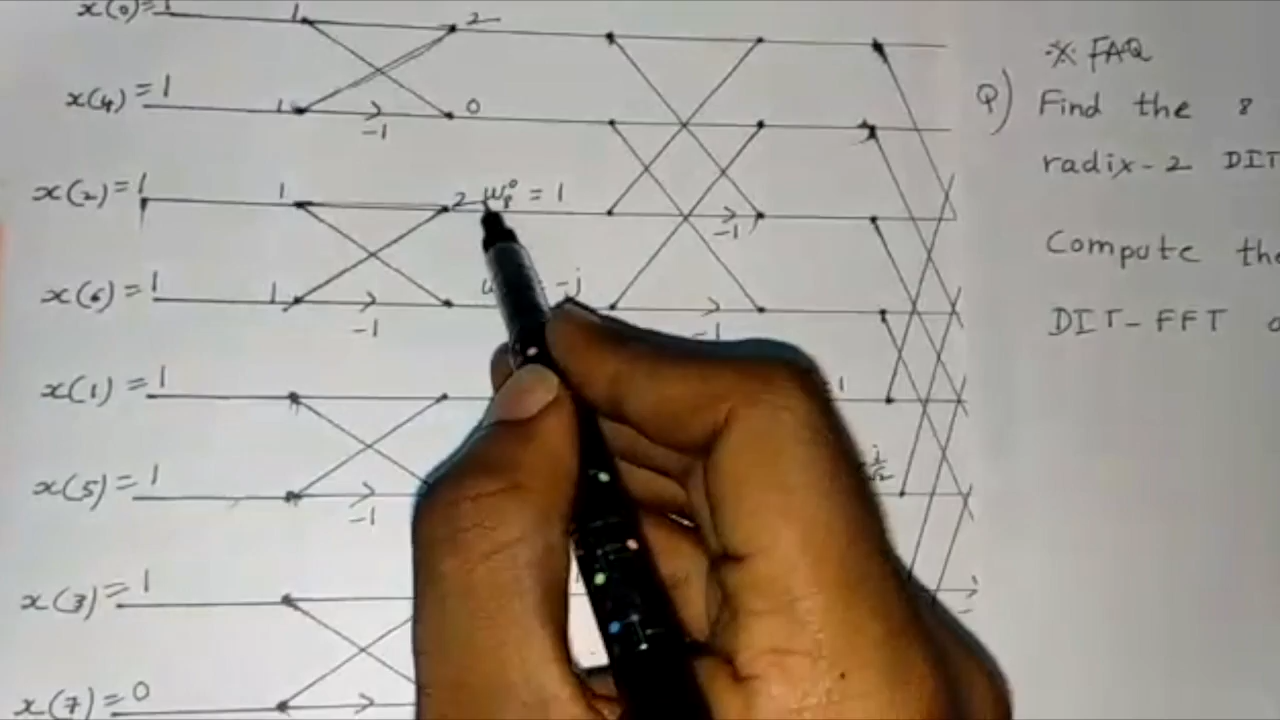 x(0)=1 1 2
x(4)=1 1 -1 0
x(2)=1 1 2 W₈⁰ = 1 -1
x(6)=1 1 -1 -j -1
x(1)=1 1
x(5)=1 -1
x(3)=1
x(7)=0
※ FAQ
Q) Find the 8
radix-2 DIT
Compute the
DIT-FFT